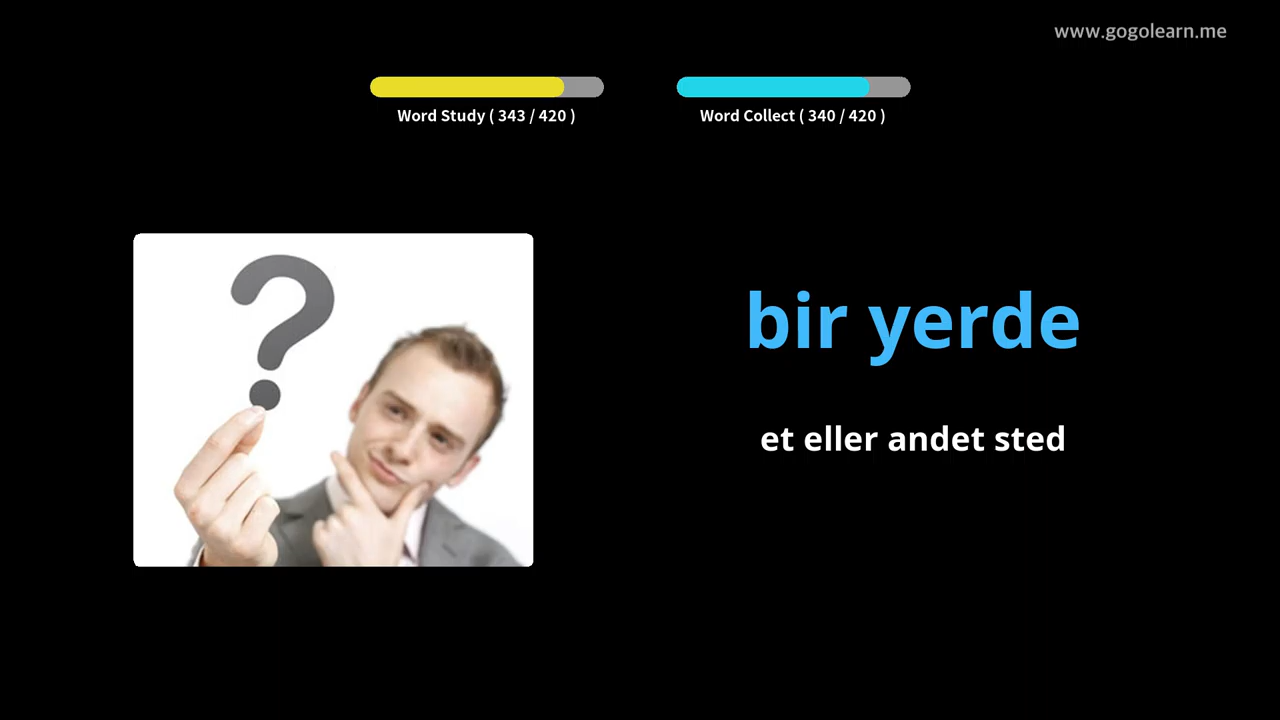 www.gogolearn.me
Word Study ( 343 / 420 )
Word Collect ( 340 / 420 )
bir yerde
et eller andet sted